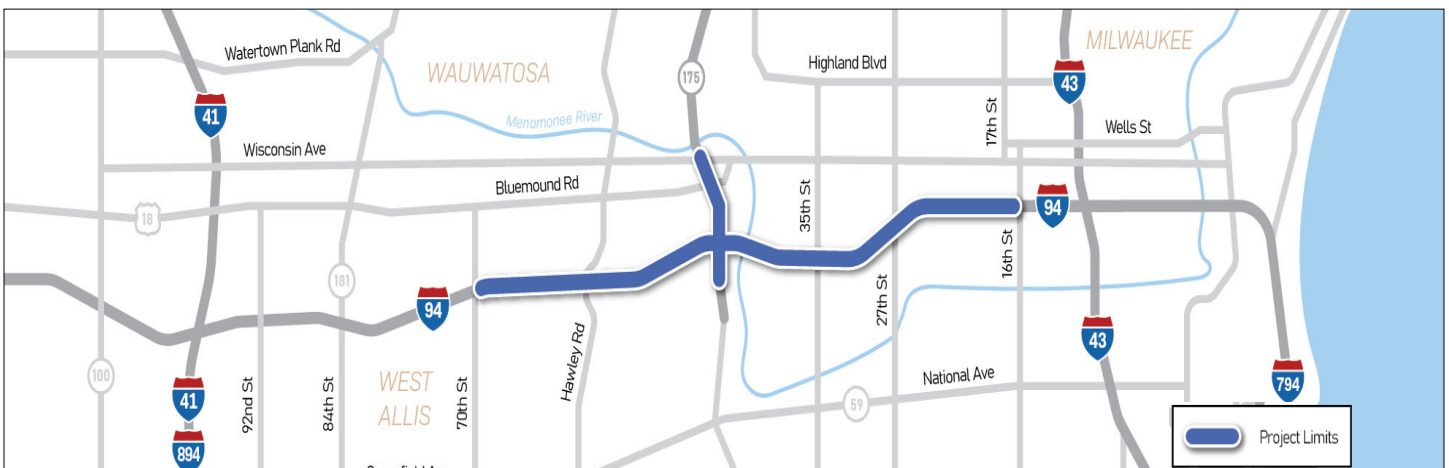 Watertown Plank Rd
WAUWATOSA
175
Highland Blvd
MILWAUKEE
43
41
Menomonee River
17th St
Wells St
Wisconsin Ave
Bluemound Rd
18
35th St
94
16th St
27th St
181
94
100
41
894
92nd St
84th St
WEST
ALLIS
70th St
Hawley Rd
59
National Ave
43
794
Project Limits